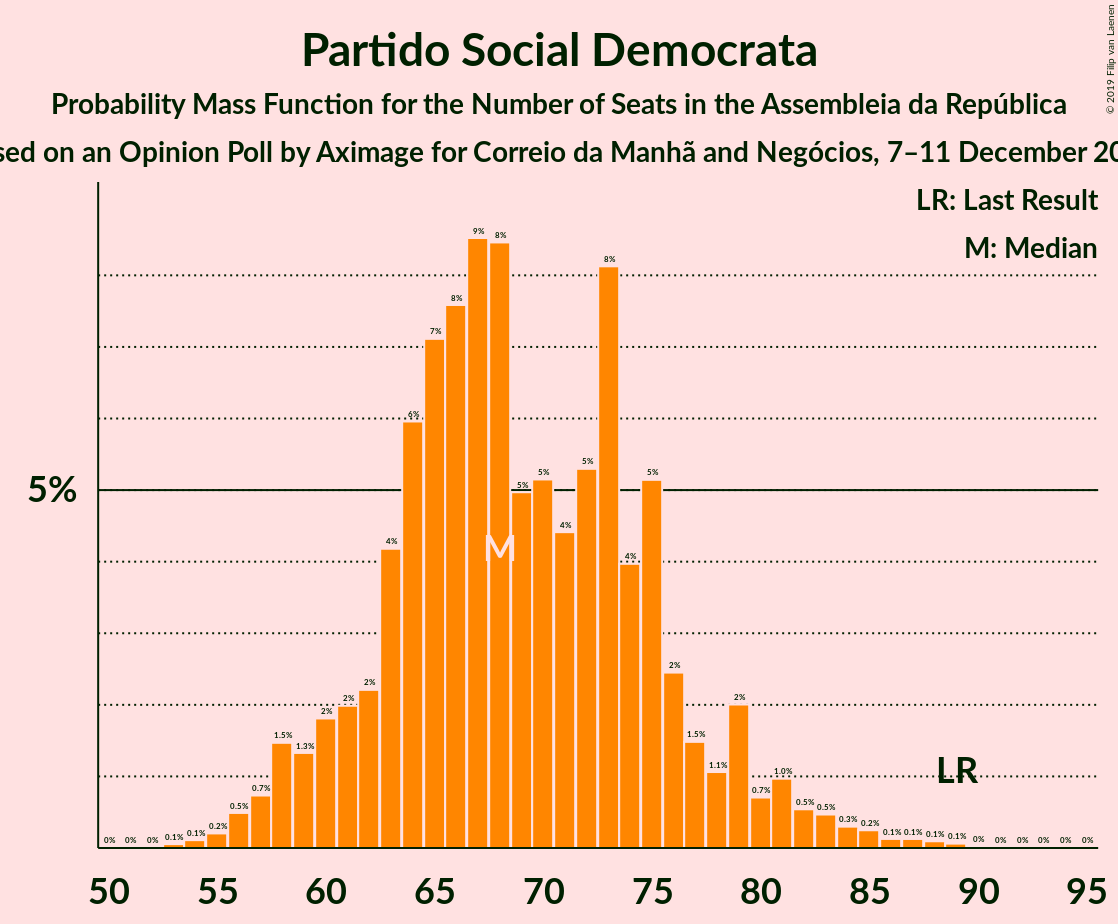 Partido Social Democrata
Probability Mass Function for the Number of Seats in the Assembleia da República
sed on an Opinion Poll by Aximage for Correio da Manhã and Negócios, 7–11 December 20
© 2019 Filip van Laenen
LR: Last Result
M: Median
5%
0% 0% 0% 0.1% 0.1% 0.2% 0.5% 0.7% 1.5% 1.3% 2% 2% 2% 4% 6% 7% 8% 9% 8% 5% 5% 4% 5% 8% 4% 5% 2% 1.5% 1.1% 2% 0.7% 1.0% 0.5% 0.5% 0.3% 0.2% 0.1% 0.1% 0.1% 0.1% 0% 0% 0% 0% 0% 0%
M
LR
50 55 60 65 70 75 80 85 90 95